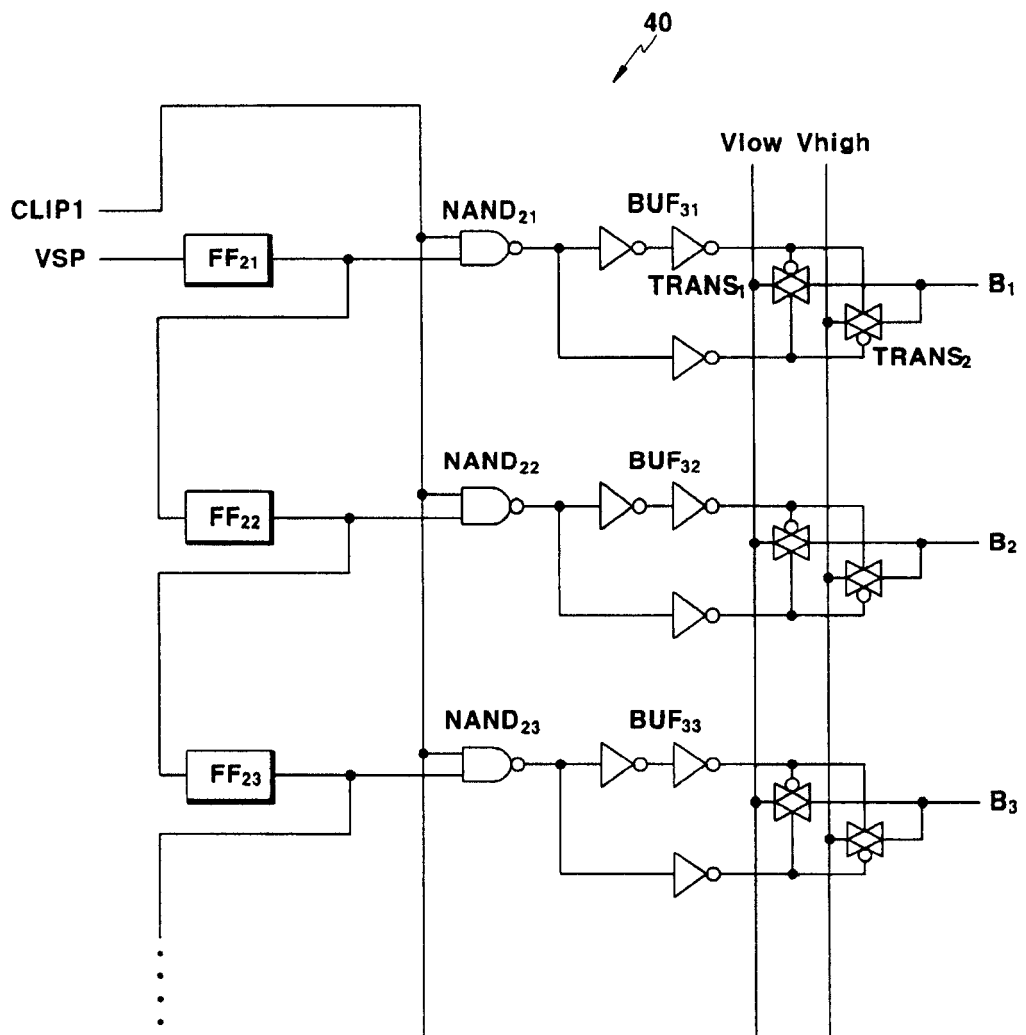 40
Vlow Vhigh
CLIP1
NAND₂₁
BUF₃₁
VSP
FF₂₁
TRANS₁
B₁
TRANS₂
NAND₂₂
BUF₃₂
FF₂₂
B₂
NAND₂₃
BUF₃₃
FF₂₃
B₃